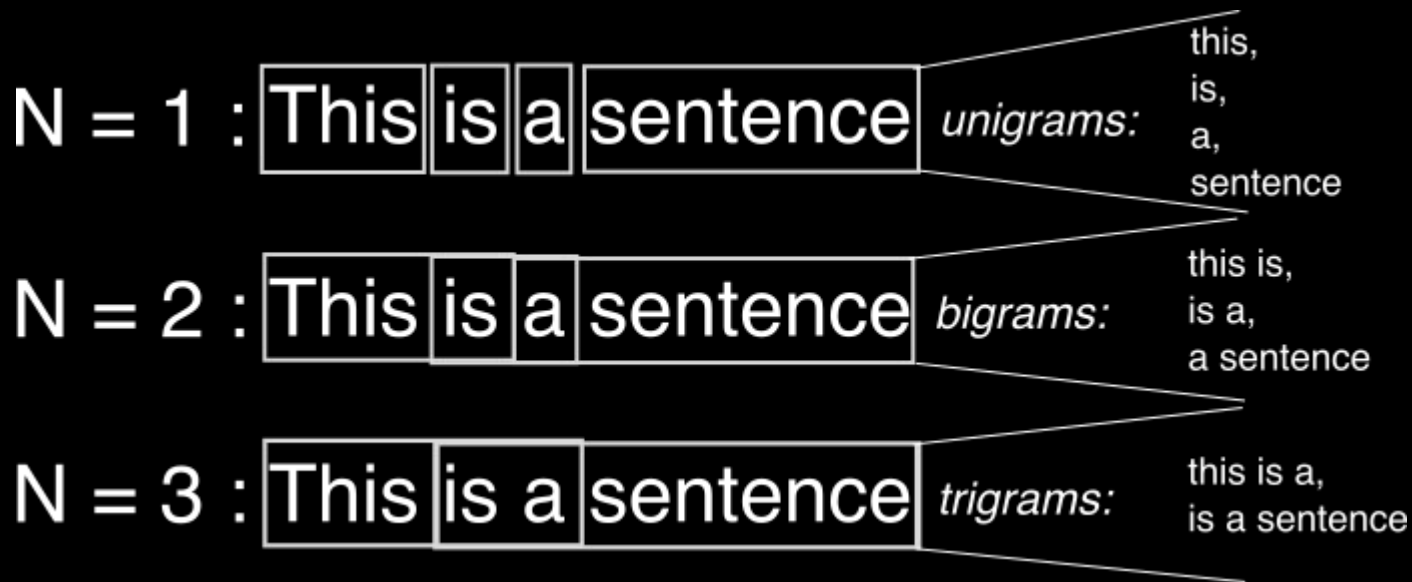 N = 1 : This is a sentence unigrams:
this,
is,
a,
sentence
N = 2 : This is a sentence bigrams:
this is,
is a,
a sentence
N = 3 : This is a sentence trigrams:
this is a,
is a sentence